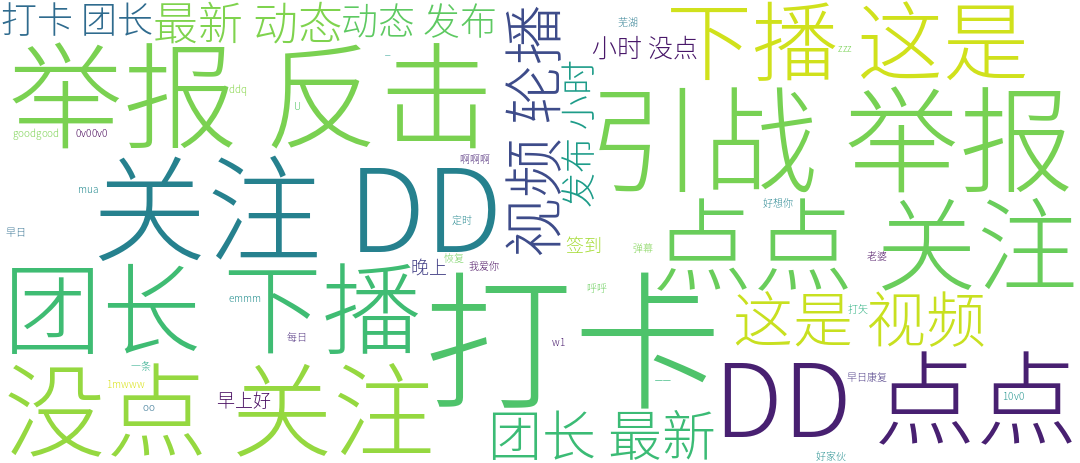 打卡 团长
最新 动态
动态 发布
视频 轮播
发布 小时
芜湖
小时 没点
下播 这是
zzz
举报 反击
ddq
U
goodgood
0v00v0
引战 举报
关注 DD
mua
啊啊啊
定时
早日
签到
好想你
点点 关注
弹幕
老婆
恢复
晚上
我爱你
团长 下播
emmm
每日
打卡
呼呼
w1
这是 视频
打矢
一条
1mwww
没点 关注
oo
早上好
团长 最新
DD 点点
早日康复
10v0
好家伙